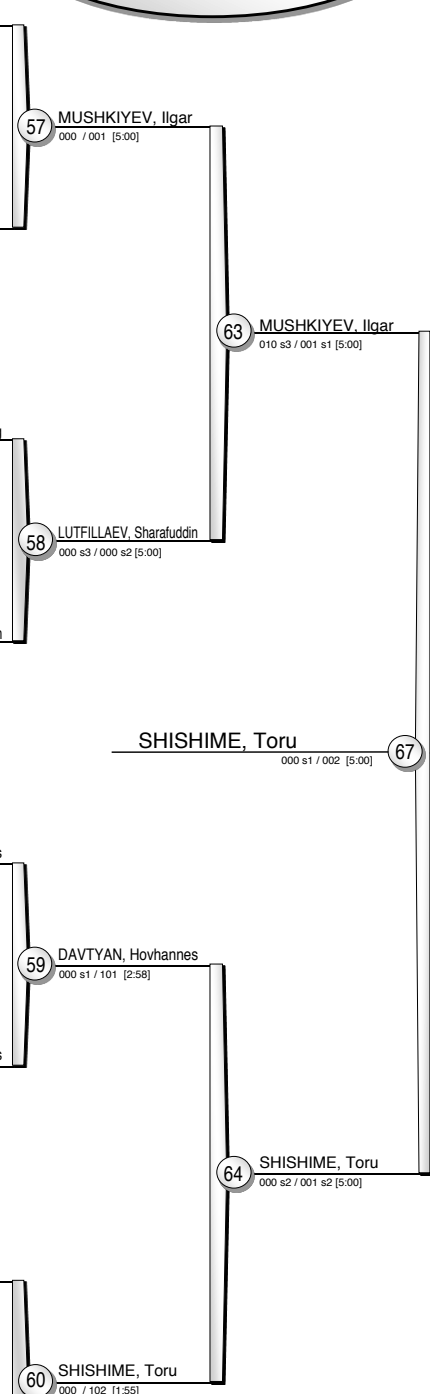 57
MUSHKIYEV, Ilgar
000 / 001 [5:00]
63
MUSHKIYEV, Ilgar
010 s3 / 001 s1 [5:00]
58
LUTFILLAEV, Sharafuddin
000 s3 / 000 s2 [5:00]
SHISHIME, Toru
000 s1 / 002 [5:00]
67
59
DAVTYAN, Hovhannes
000 s1 / 101 [2:58]
64
SHISHIME, Toru
000 s2 / 001 s2 [5:00]
60
SHISHIME, Toru
000 / 102 [1:55]